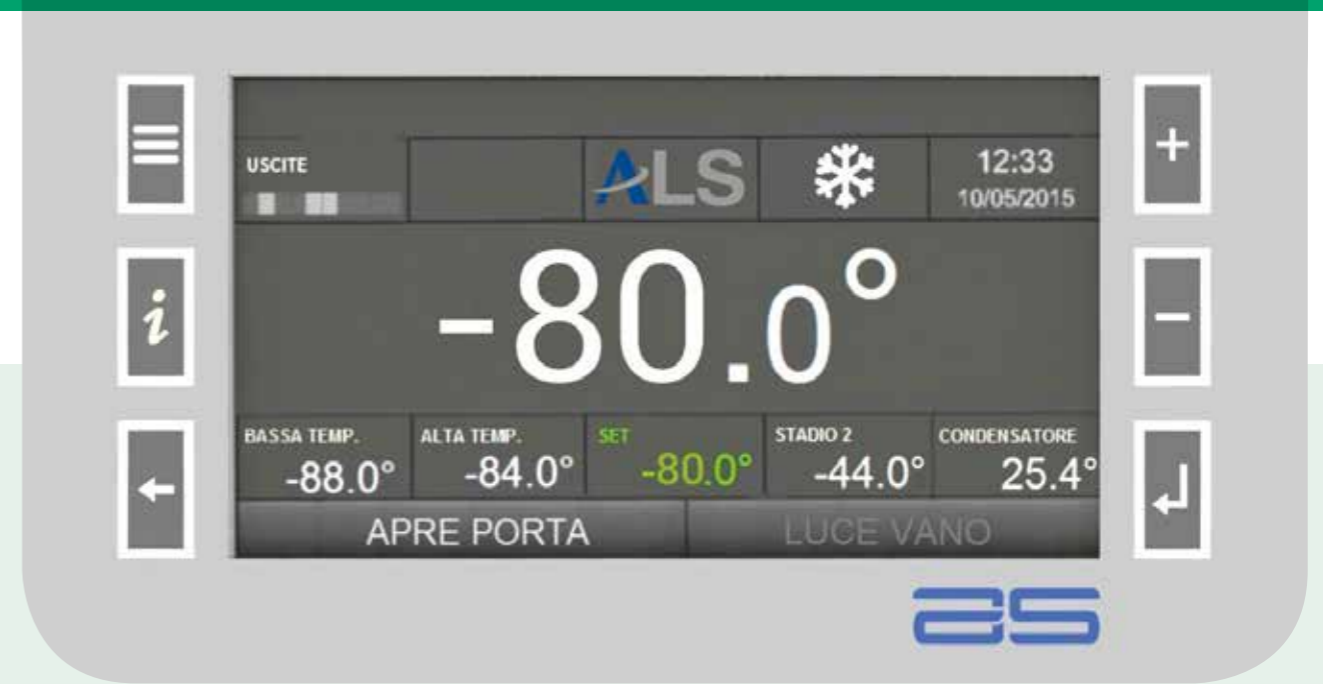 USCITE
ALS
12:33
10/05/2015
-80.0°
BASSA TEMP.
-88.0°
ALTA TEMP.
-84.0°
SET
-80.0°
STADIO 2
-44.0°
CONDENSATORE
25.4°
APRE PORTA
LUCE VANO
i
+
-
as